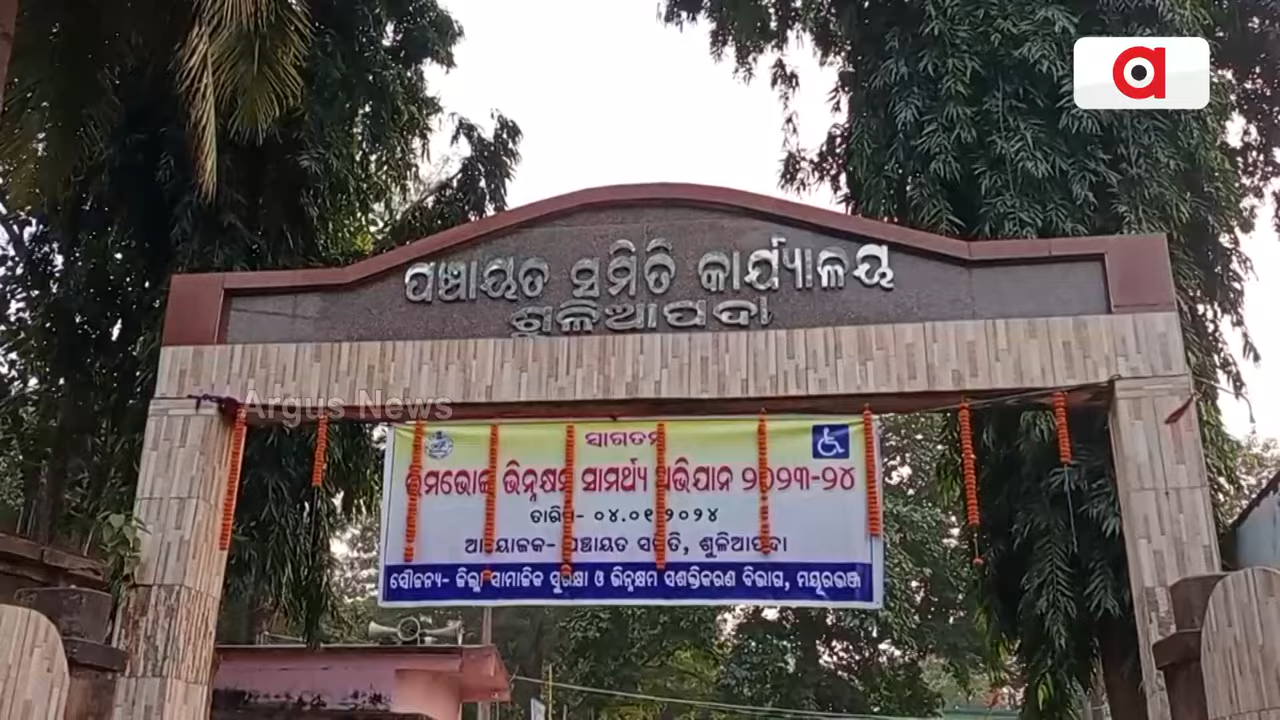 a
ପଞ୍ଚାୟତ ସମିତି କାର୍ଯ୍ୟାଳୟ
ଶୁଳିଆପଦା
Argus News
ସ୍ୱାଗତମ୍
ଭୀମଭୋଇ ଭିନ୍ନକ୍ଷମ ସାମର୍ଥ୍ୟ ଅଭିଯାନ ୨୦୨୩-୨୪
ତାରିଖ- ୦୪.୦୧.୨୦୨୪
ଆୟୋଜକ- ପଞ୍ଚାୟତ ସମିତି, ଶୁଳିଆପଦା
ସୌଜନ୍ୟ- ଜିଲ୍ଲା ସାମାଜିକ ସୁରକ୍ଷା ଓ ଭିନ୍ନକ୍ଷମ ସଶକ୍ତିକରଣ ବିଭାଗ, ମୟୂରଭଞ୍ଜ